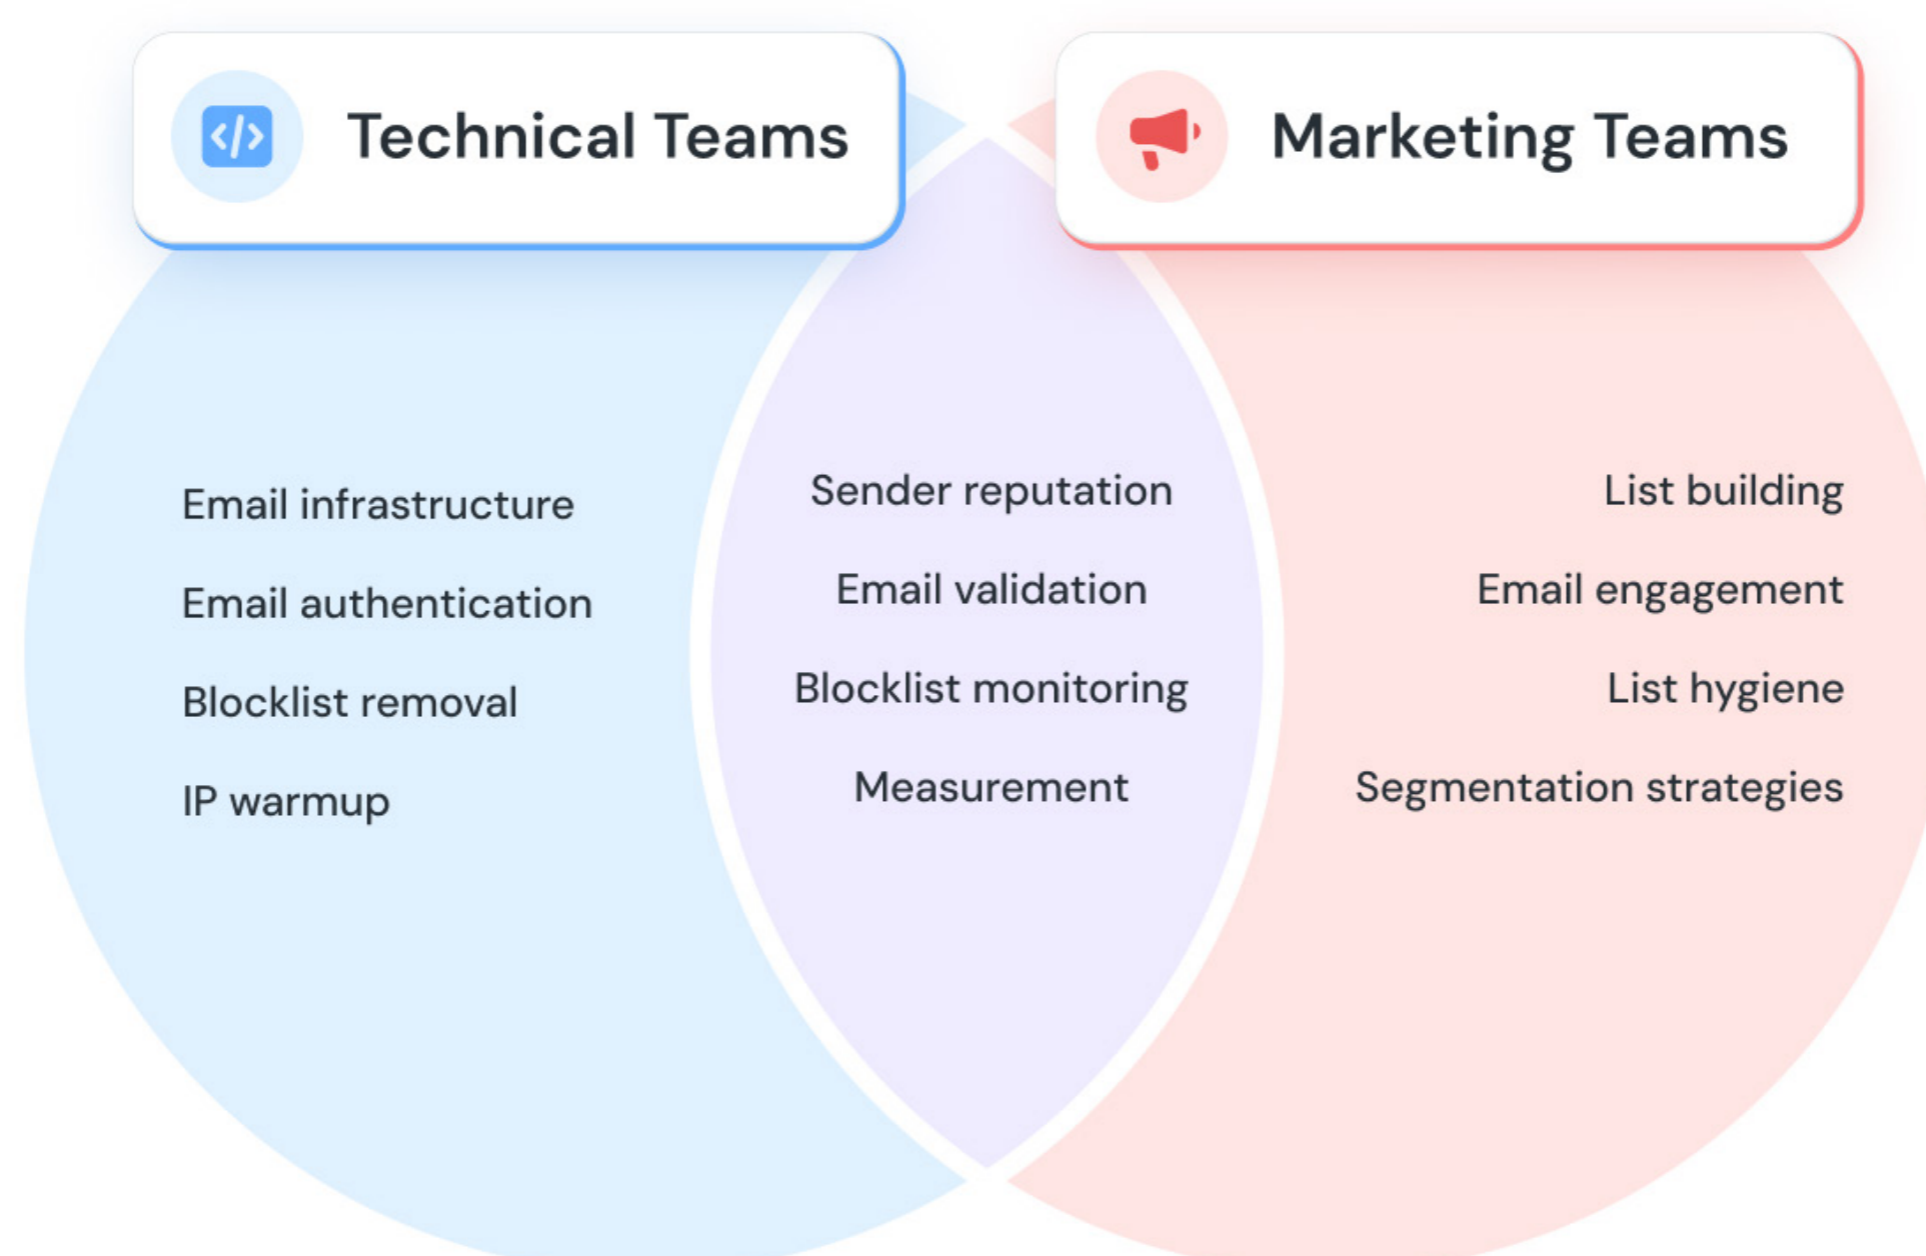 Technical Teams
Marketing Teams
Email infrastructure
Email authentication
Blocklist removal
IP warmup
Sender reputation
Email validation
Blocklist monitoring
Measurement
List building
Email engagement
List hygiene
Segmentation strategies